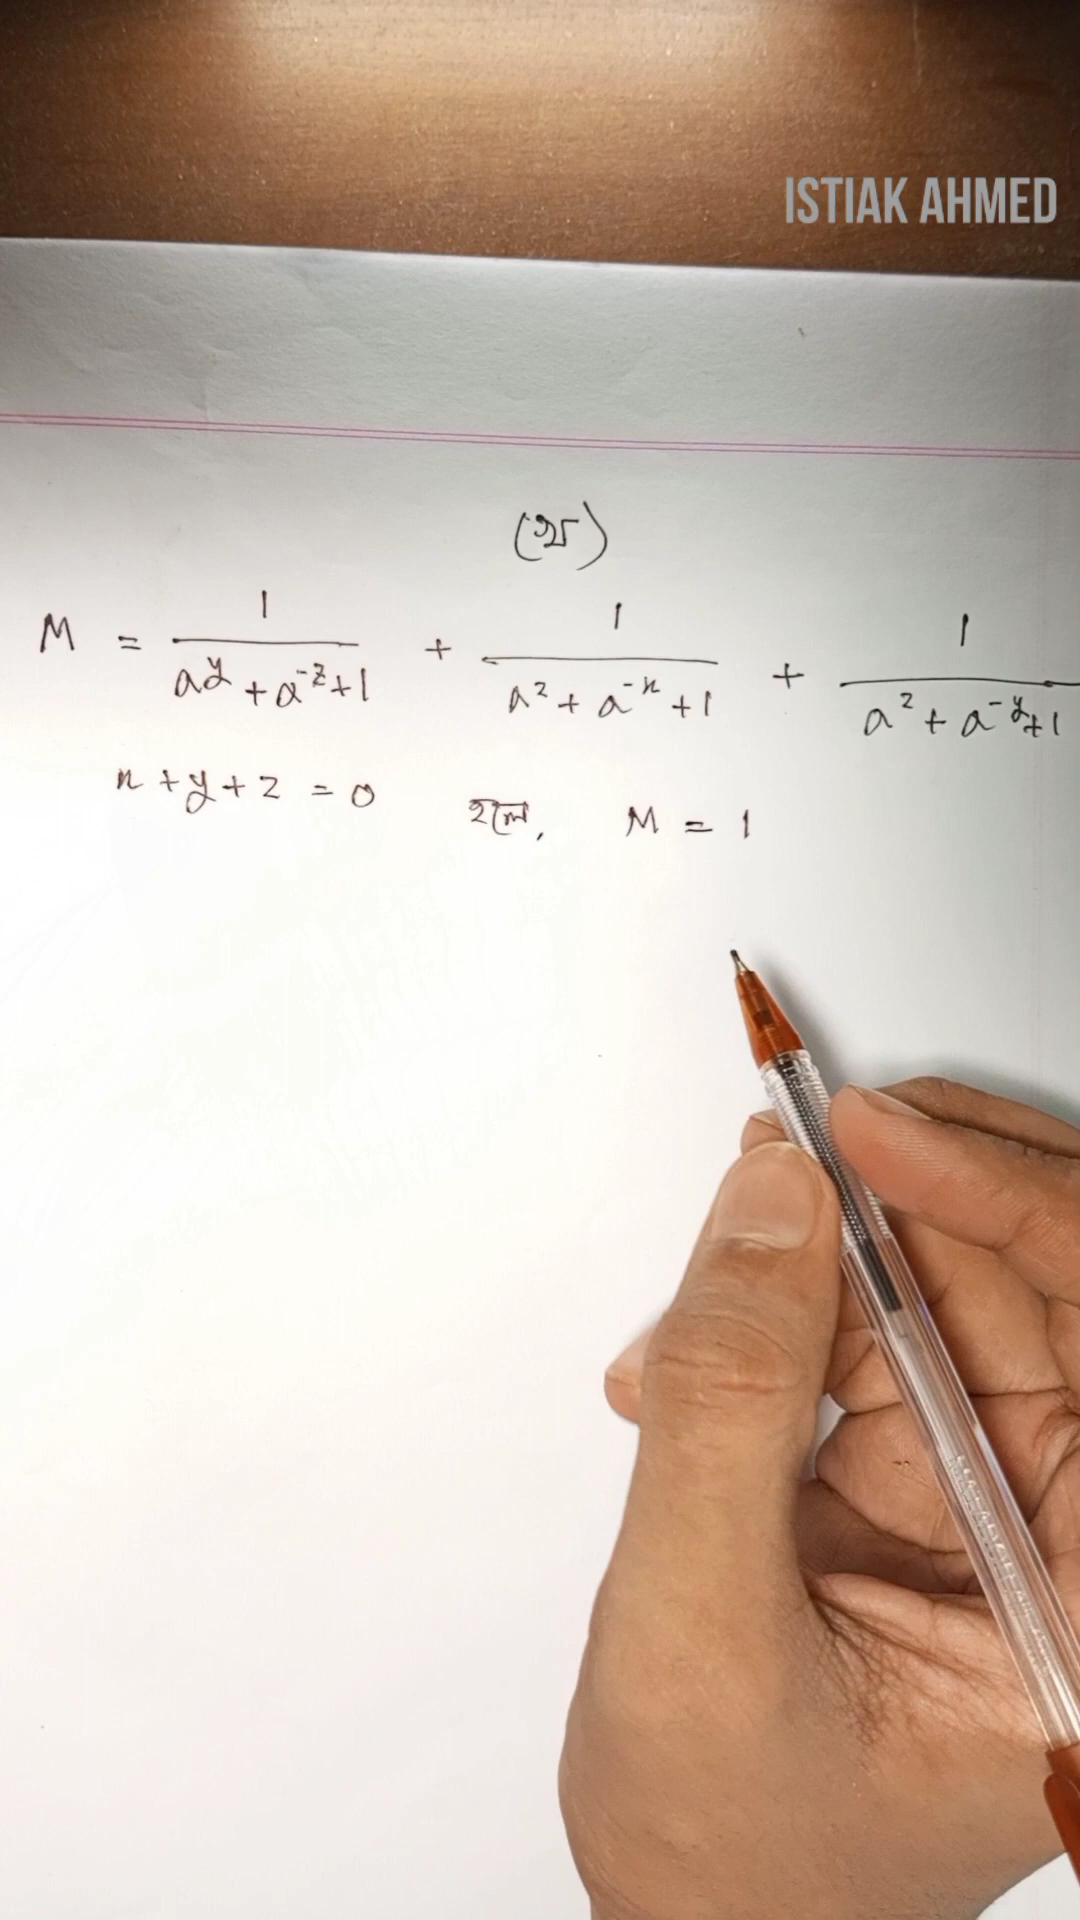 ISTIAK AHMED
(খ)
M = 1/(a^y + a^-z + 1) + 1/(a^z + a^-x + 1) + 1/(a^z + a^-y + 1)
x + y + z = 0 হলে, M = 1